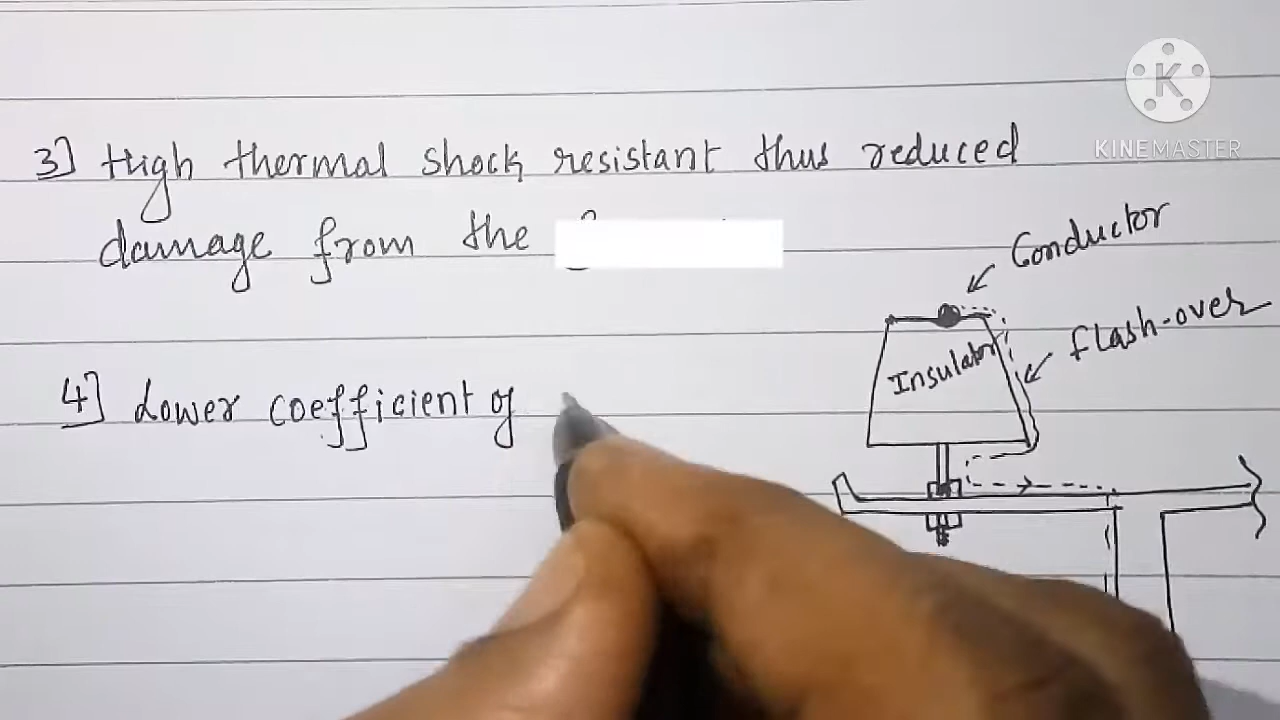 3] High thermal shock resistant thus reduced
damage from the
4] Lower coefficient of
Conductor
flash-over
Insulator
K
KINEMASTER